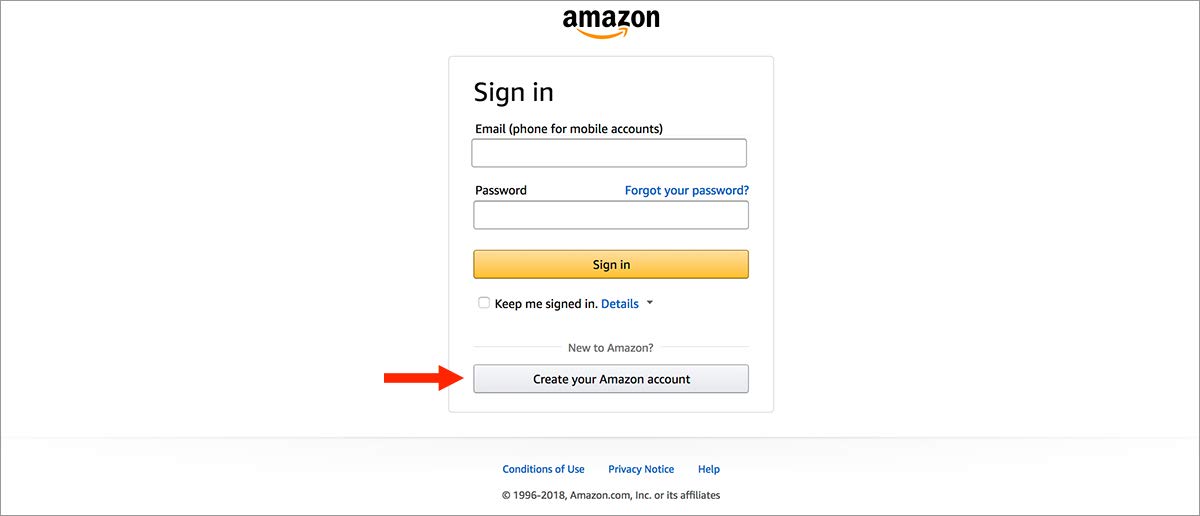 amazon
Sign in
Email (phone for mobile accounts)
Password Forgot your password?
Sign in
Keep me signed in. Details
New to Amazon?
Create your Amazon account
Conditions of Use Privacy Notice Help
© 1996-2018, Amazon.com, Inc. or its affiliates